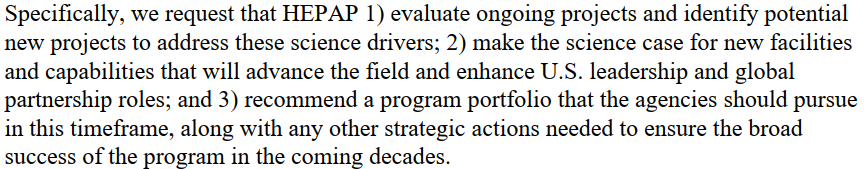 Specifically, we request that HEPAP 1) evaluate ongoing projects and identify potential
new projects to address these science drivers; 2) make the science case for new facilities
and capabilities that will advance the field and enhance U.S. leadership and global
partnership roles; and 3) recommend a program portfolio that the agencies should pursue
in this timeframe, along with any other strategic actions needed to ensure the broad
success of the program in the coming decades.